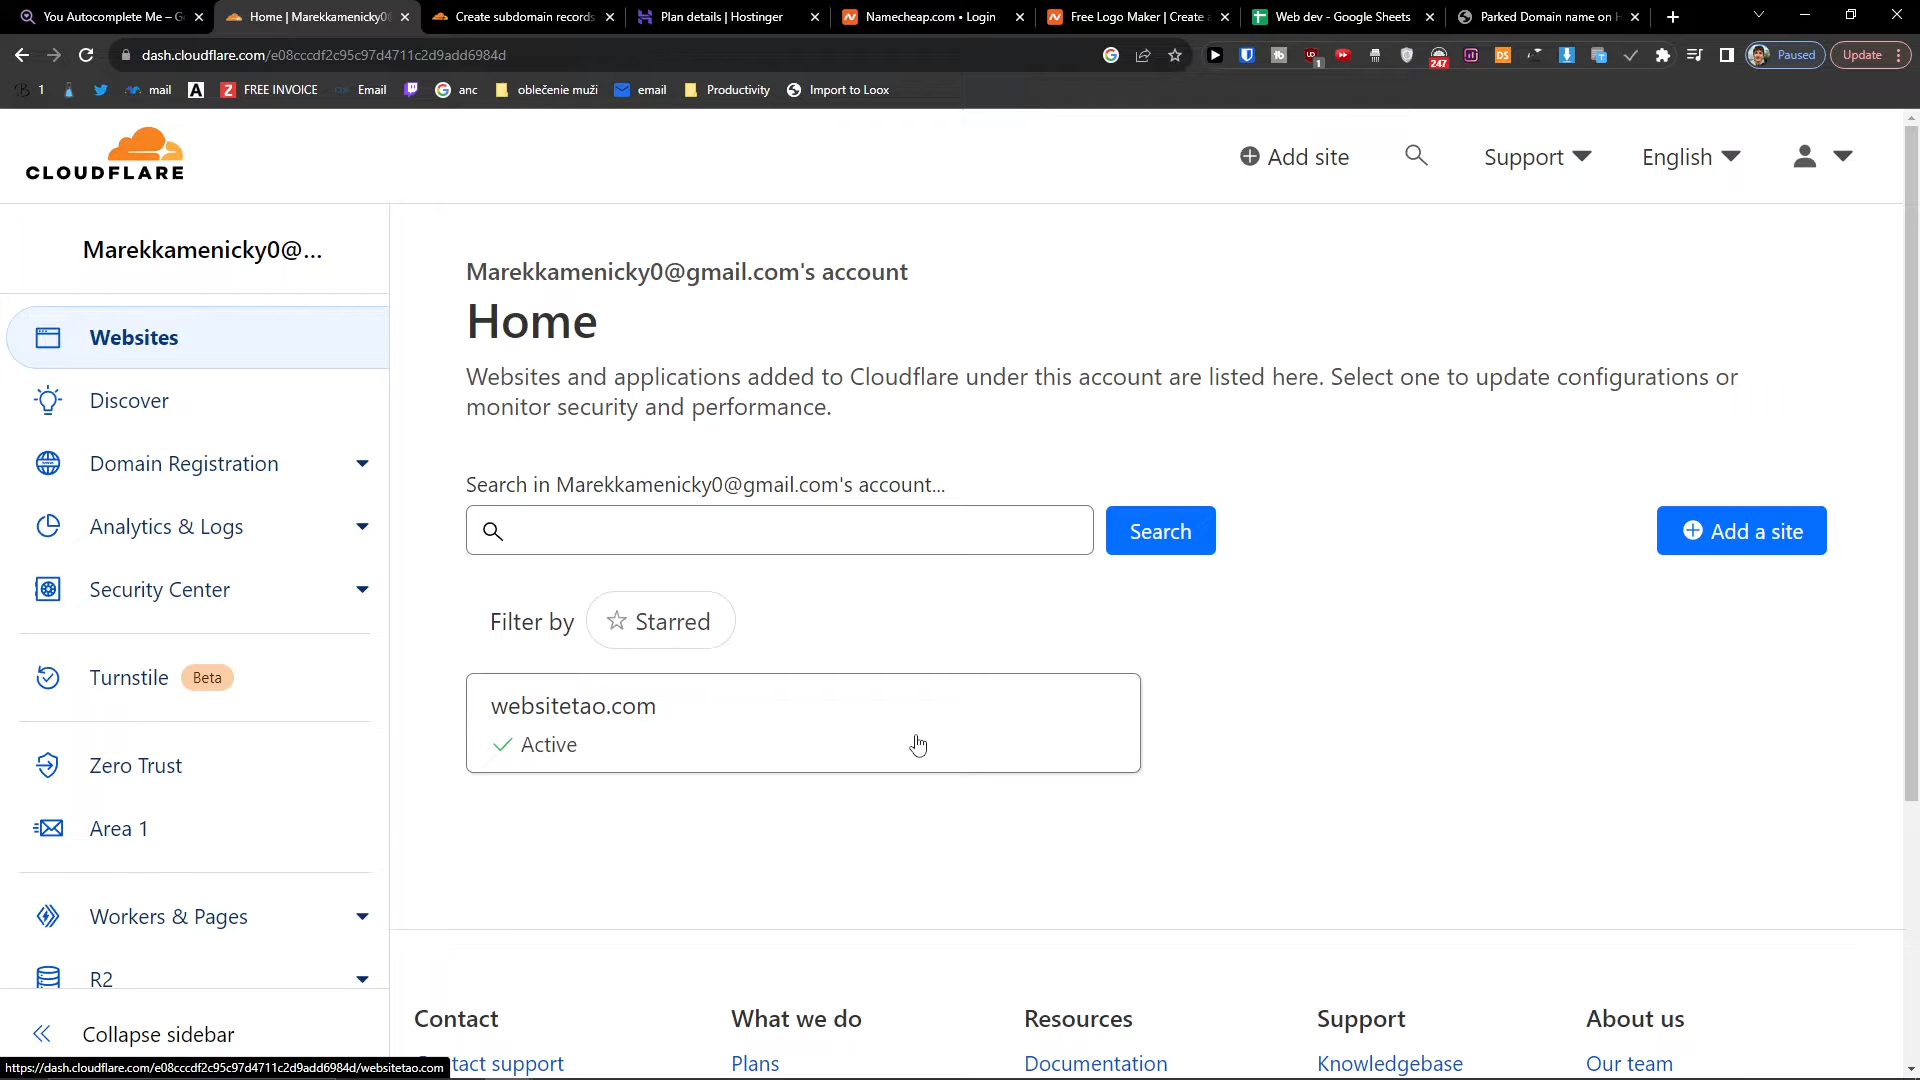 You Autocomplete Me – G
Home | Marekkamenicky0
Create subdomain records
Plan details | Hostinger
Namecheap.com • Login
Free Logo Maker | Create
Web dev - Google Sheets
Parked Domain name on H
dash.cloudflare.com/e08cccdf2c95c97d4711c2d9add6984d
1
247
DS
Paused
Update
1
mail
A
Z FREE INVOICE
Email
anc
oblečenie muži
email
Productivity
Import to Loox
CLOUDFLARE
Add site
Support
English
Marekkamenicky0@...
Websites
Discover
Domain Registration
Analytics & Logs
Security Center
Turnstile Beta
Zero Trust
Area 1
Workers & Pages
R2
Collapse sidebar
Marekkamenicky0@gmail.com's account
Home
Websites and applications added to Cloudflare under this account are listed here. Select one to update configurations or
monitor security and performance.
Search in Marekkamenicky0@gmail.com's account...
Search
Add a site
Filter by
Starred
websitetao.com
Active
Contact
What we do
Resources
Support
About us
tact support
Plans
Documentation
Knowledgebase
Our team
https://dash.cloudflare.com/e08cccdf2c95c97d4711c2d9add6984d/websitetao.com